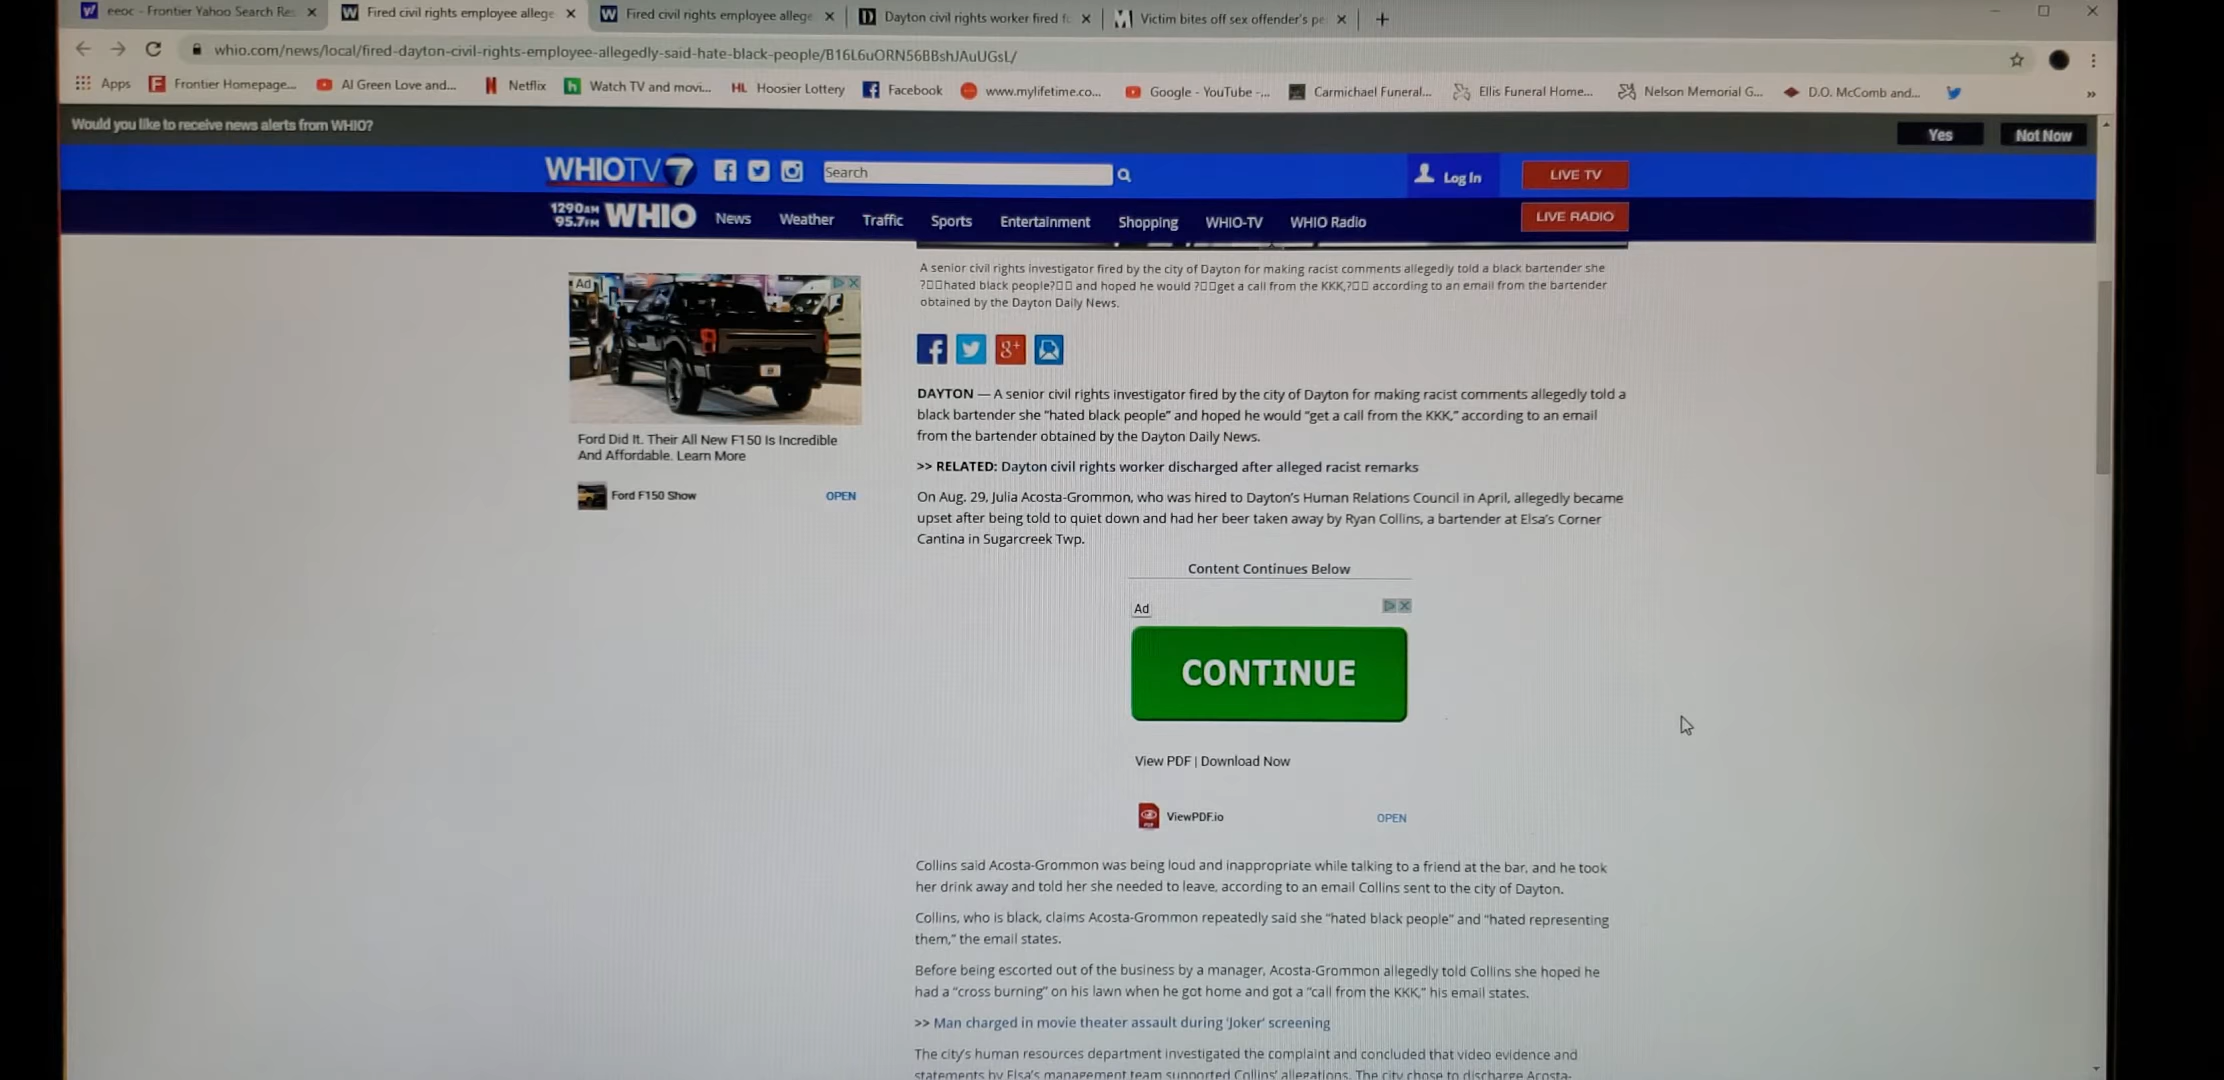 eeoc - Frontier Yahoo Search Res
Fired civil rights employee allege
Fired civil rights employee allege
Dayton civil rights worker fired fo
Victim bites off sex offender's pe
whio.com/news/local/fired-dayton-civil-rights-employee-allegedly-said-hate-black-people/B16L6uORN56BBshJAuUGsL/
Apps
Frontier Homepage...
Al Green Love and...
Netflix
Watch TV and movi...
HL Hoosier Lottery
Facebook
www.mylifetime.co...
Google - YouTube -...
Carmichael Funeral...
Ellis Funeral Home...
Nelson Memorial G...
D.O. McComb and...
»
Would you like to receive news alerts from WHIO?
Yes
Not Now
WHIOTV 7
Search
Log In
LIVE TV
1290AM
95.7FM WHIO
News
Weather
Traffic
Sports
Entertainment
Shopping
WHIO-TV
WHIO Radio
LIVE RADIO
A senior civil rights investigator fired by the city of Dayton for making racist comments allegedly told a black bartender she
?□□hated black people?□□ and hoped he would ?□□get a call from the KKK,?□□ according to an email from the bartender
obtained by the Dayton Daily News.
Ad
Ford Did It. Their All New F150 Is Incredible
And Affordable. Learn More
Ford F150 Show
OPEN
8+
DAYTON — A senior civil rights investigator fired by the city of Dayton for making racist comments allegedly told a
black bartender she "hated black people" and hoped he would "get a call from the KKK," according to an email
from the bartender obtained by the Dayton Daily News.
>> RELATED: Dayton civil rights worker discharged after alleged racist remarks
On Aug. 29, Julia Acosta-Grommon, who was hired to Dayton's Human Relations Council in April, allegedly became
upset after being told to quiet down and had her beer taken away by Ryan Collins, a bartender at Elsa's Corner
Cantina in Sugarcreek Twp.
Content Continues Below
Ad
CONTINUE
View PDF | Download Now
ViewPDF.io
OPEN
Collins said Acosta-Grommon was being loud and inappropriate while talking to a friend at the bar, and he took
her drink away and told her she needed to leave, according to an email Collins sent to the city of Dayton.
Collins, who is black, claims Acosta-Grommon repeatedly said she "hated black people" and "hated representing
them," the email states.
Before being escorted out of the business by a manager, Acosta-Grommon allegedly told Collins she hoped he
had a "cross burning" on his lawn when he got home and got a "call from the KKK," his email states.
>> Man charged in movie theater assault during 'Joker' screening
The city's human resources department investigated the complaint and concluded that video evidence and
statements by Elsa's management team supported Collins' allegations. The city chose to discharge Acosta-